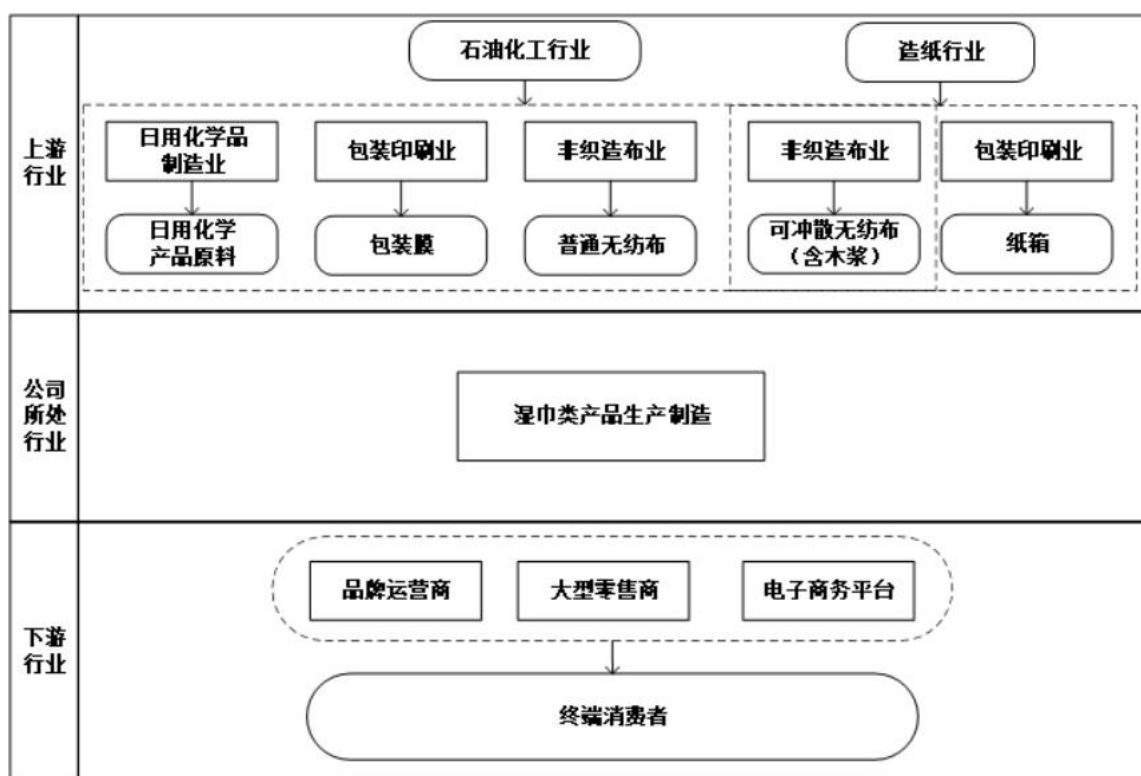 石油化工行业
造纸行业
上游
行业
日用化学品
制造业
包装印刷业
非织造布业
非织造布业
包装印刷业
日用化学
产品原料
包装膜
普通无纺布
可冲散无纺布
（含木浆）
纸箱
公司
所处
行业
湿巾类产品生产制造
下游
行业
品牌运营商
大型零售商
电子商务平台
终端消费者